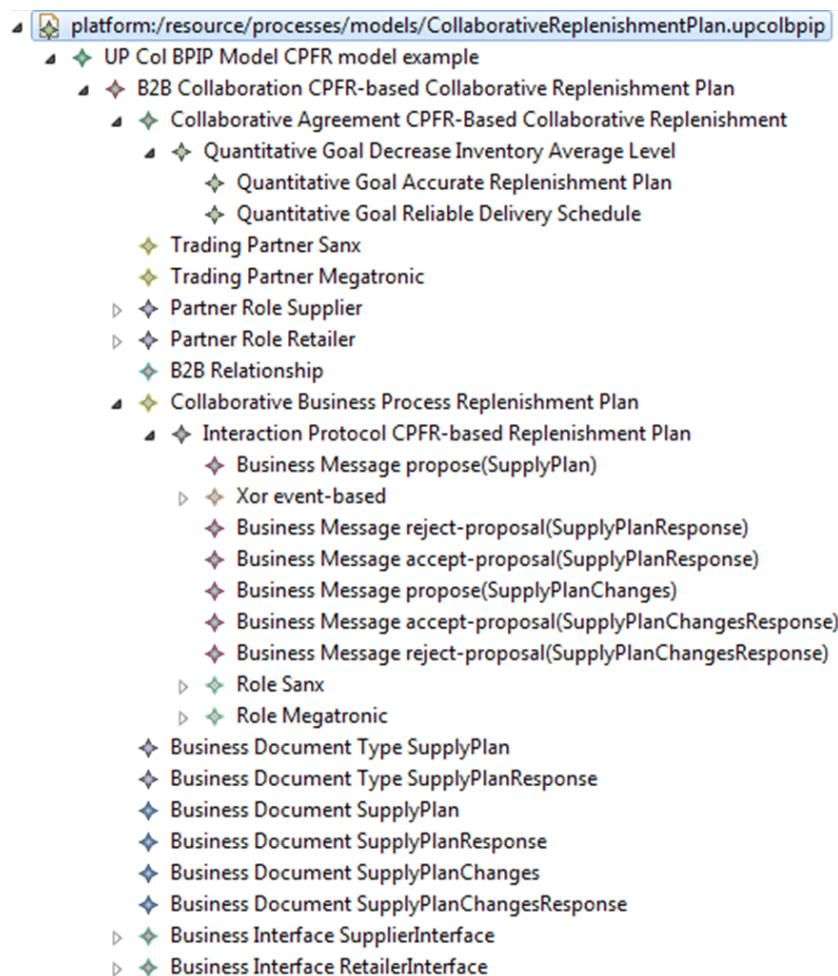 platform:/resource/processes/models/CollaborativeReplenishmentPlan.upcolbpip
UP Col BPIP Model CPFR model example
B2B Collaboration CPFR-based Collaborative Replenishment Plan
Collaborative Agreement CPFR-Based Collaborative Replenishment
Quantitative Goal Decrease Inventory Average Level
Quantitative Goal Accurate Replenishment Plan
Quantitative Goal Reliable Delivery Schedule
Trading Partner Sanx
Trading Partner Megatronic
Partner Role Supplier
Partner Role Retailer
B2B Relationship
Collaborative Business Process Replenishment Plan
Interaction Protocol CPFR-based Replenishment Plan
Business Message propose(SupplyPlan)
Xor event-based
Business Message reject-proposal(SupplyPlanResponse)
Business Message accept-proposal(SupplyPlanResponse)
Business Message propose(SupplyPlanChanges)
Business Message accept-proposal(SupplyPlanChangesResponse)
Business Message reject-proposal(SupplyPlanChangesResponse)
Role Sanx
Role Megatronic
Business Document Type SupplyPlan
Business Document Type SupplyPlanResponse
Business Document SupplyPlan
Business Document SupplyPlanResponse
Business Document SupplyPlanChanges
Business Document SupplyPlanChangesResponse
Business Interface SupplierInterface
Business Interface RetailerInterface